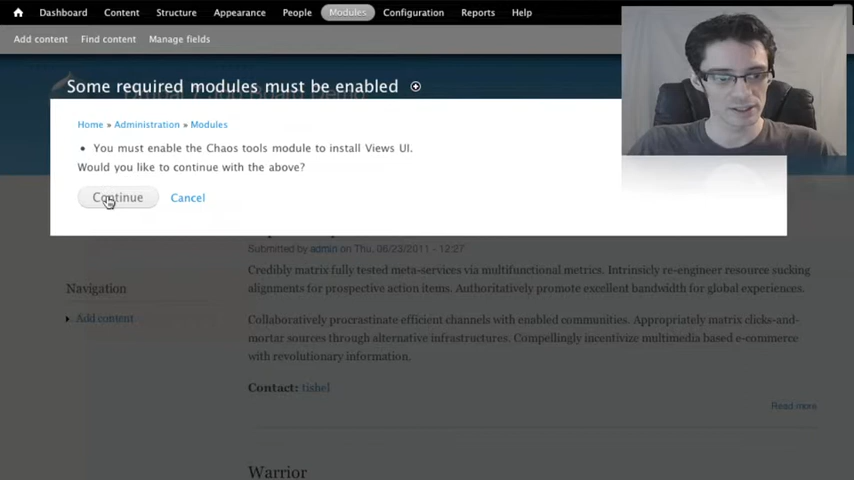 Dashboard Content Structure Appearance People Modules Configuration Reports Help
Add content Find content Manage fields
Some required modules must be enabled
Home » Administration » Modules
You must enable the Chaos tools module to install Views UI.
Would you like to continue with the above?
Continue Cancel
Submitted by admin on Thu, 06/23/2011 - 12:27
Credibly matrix fully tested meta-services via multifunctional metrics. Intrinsicly re-engineer resource sucking
alignments for prospective action items. Authoritatively promote excellent bandwidth for global experiences.
Navigation
Add content
Collaboratively procrastinate efficient channels with enabled communities. Appropriately matrix clicks-and-
mortar sources through alternative infrastructures. Compellingly incentivize multimedia based e-commerce
with revolutionary information.
Contact: tishel
Read more
Warrior